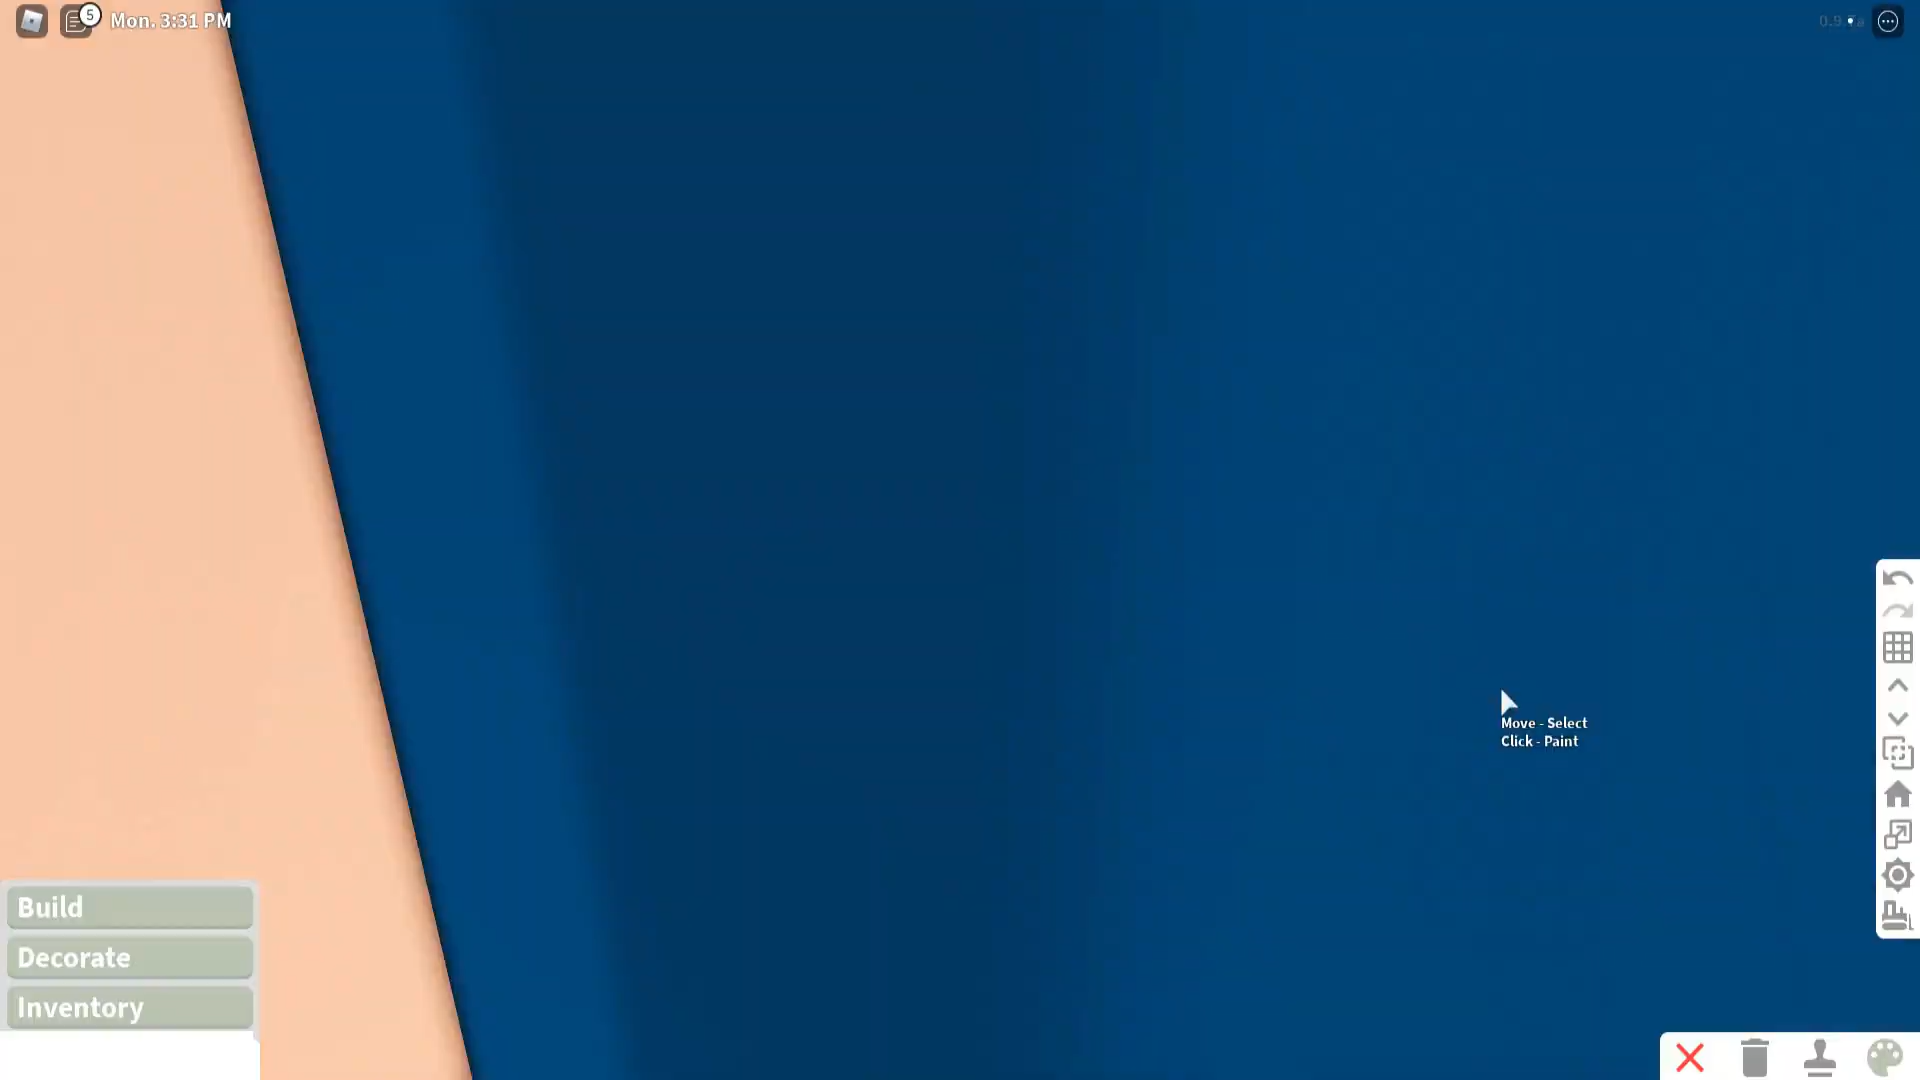 5
Mon. 3:31 PM
Move - Select
Click - Paint
Build
Decorate
Inventory